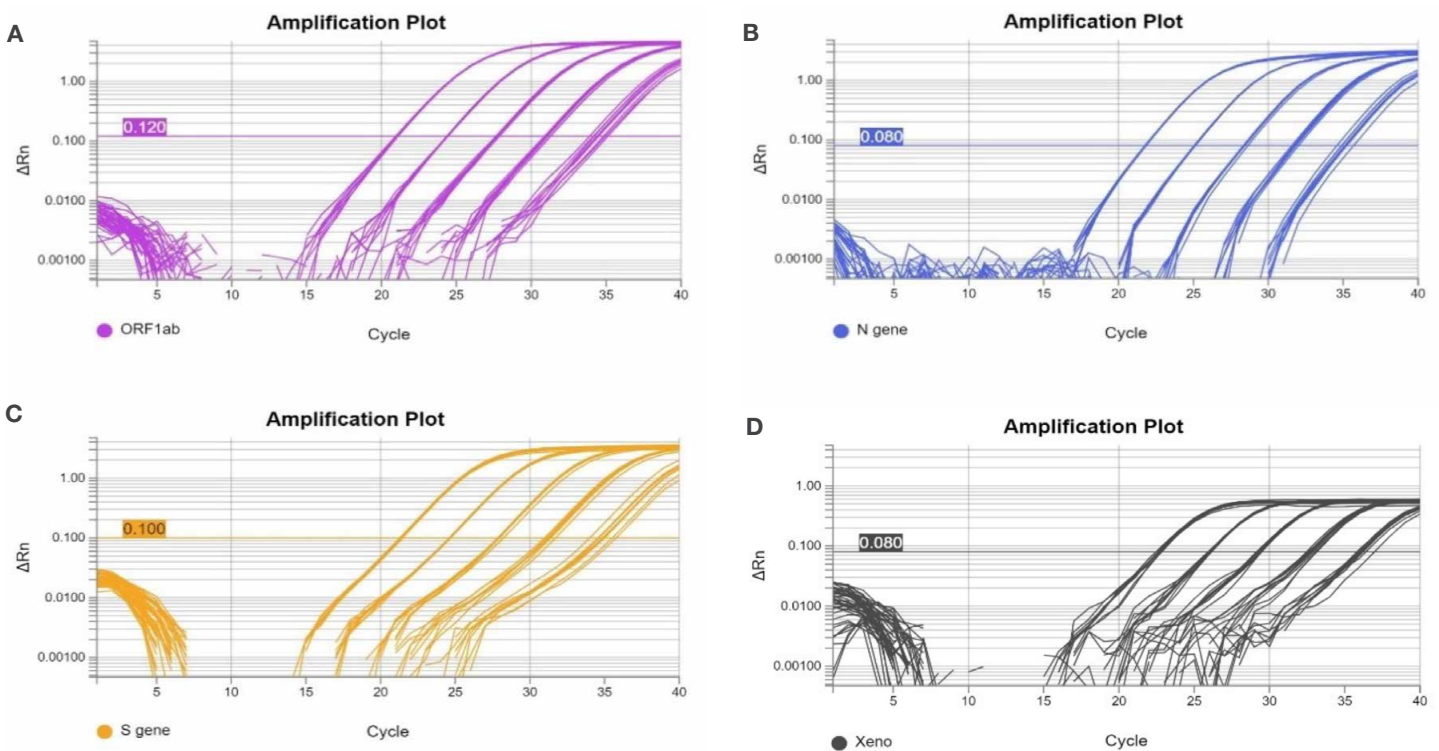 A
Amplification Plot
ΔRn
1.00
0.120
0.100
0.0100
0.00100
5 10 15 20 25 30 35 40
Cycle
ORF1ab
B
Amplification Plot
ΔRn
1.00
0.080
0.100
0.0100
0.00100
5 10 15 20 25 30 35 40
Cycle
N gene
C
Amplification Plot
ΔRn
1.00
0.100
0.100
0.0100
0.00100
5 10 15 20 25 30 35 40
Cycle
S gene
D
Amplification Plot
ΔRn
1.00
0.080
0.100
0.0100
0.00100
5 10 15 20 25 30 35 40
Cycle
Xeno